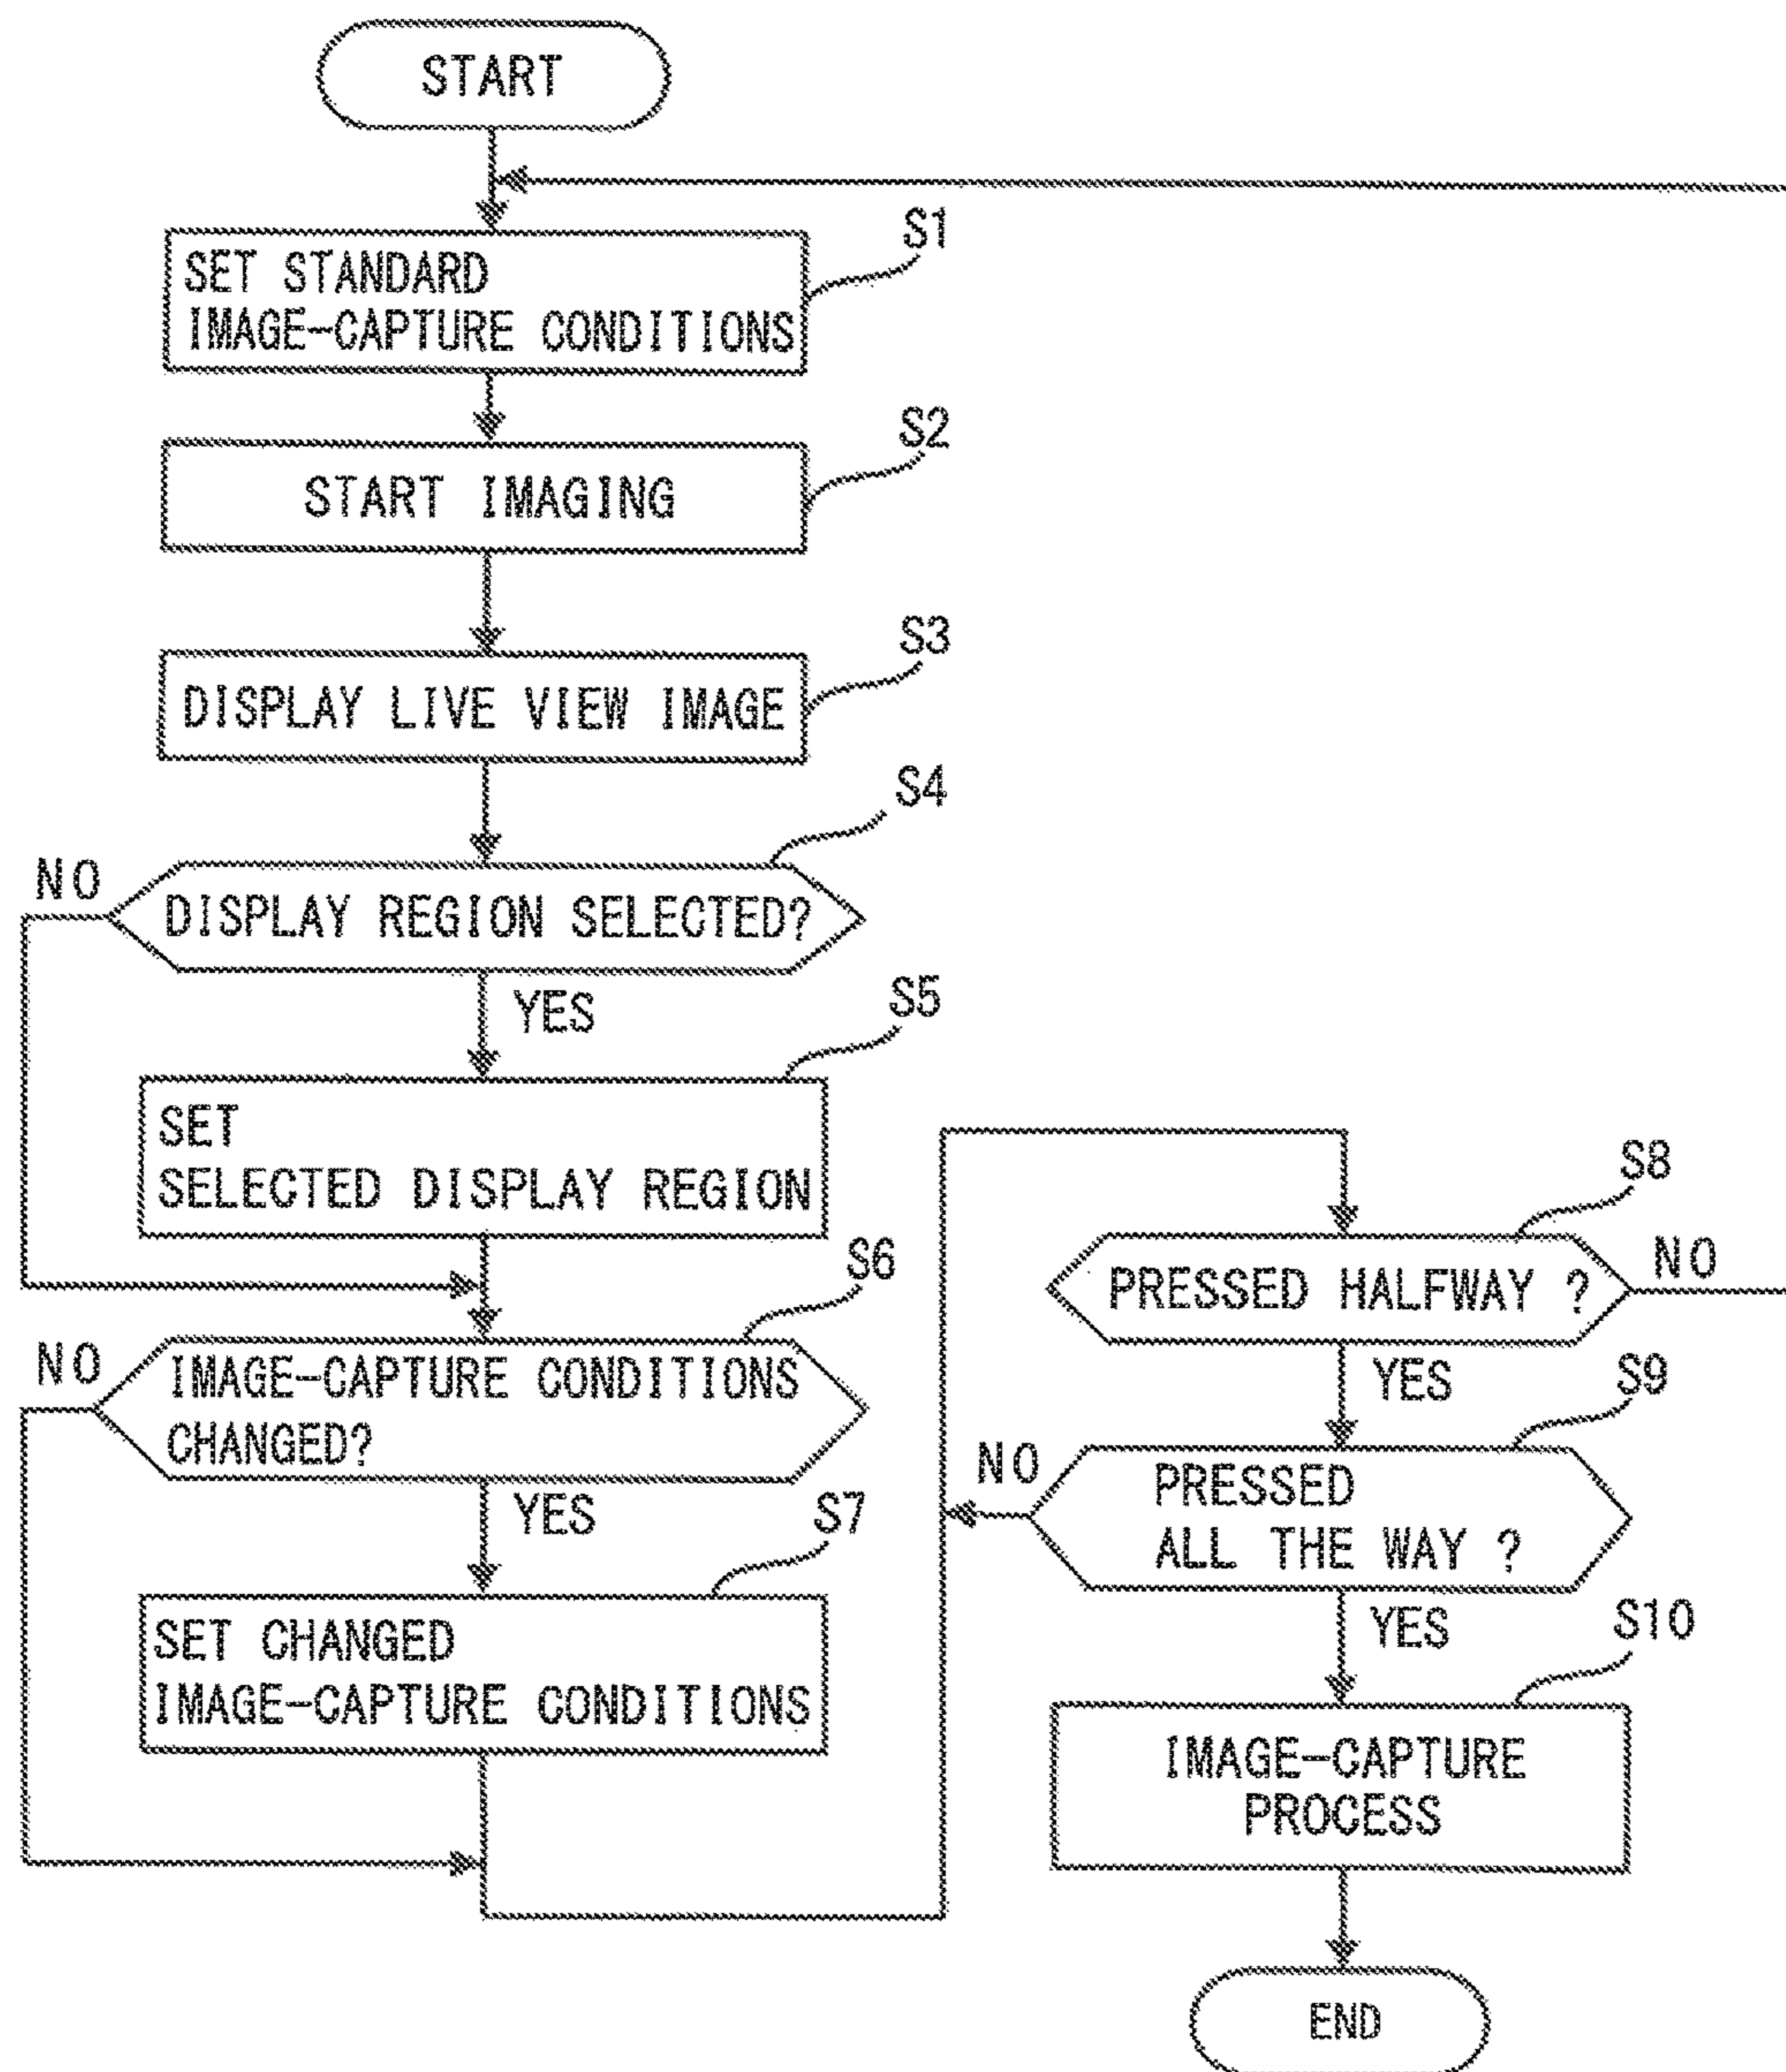 START
S1
SET STANDARD
IMAGE-CAPTURE CONDITIONS
S2
START IMAGING
S3
DISPLAY LIVE VIEW IMAGE
S4
NO
DISPLAY REGION SELECTED?
YES
S5
SET
SELECTED DISPLAY REGION
S6
NO
IMAGE-CAPTURE CONDITIONS
CHANGED?
YES
S7
SET CHANGED
IMAGE-CAPTURE CONDITIONS
S8
PRESSED HALFWAY ?
NO
YES
S9
NO
PRESSED
ALL THE WAY ?
YES
S10
IMAGE-CAPTURE
PROCESS
END